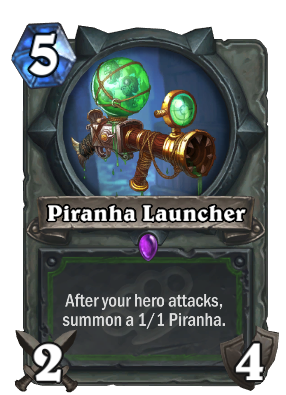 5
Piranha Launcher
After your hero attacks,
summon a 1/1 Piranha.
2
4